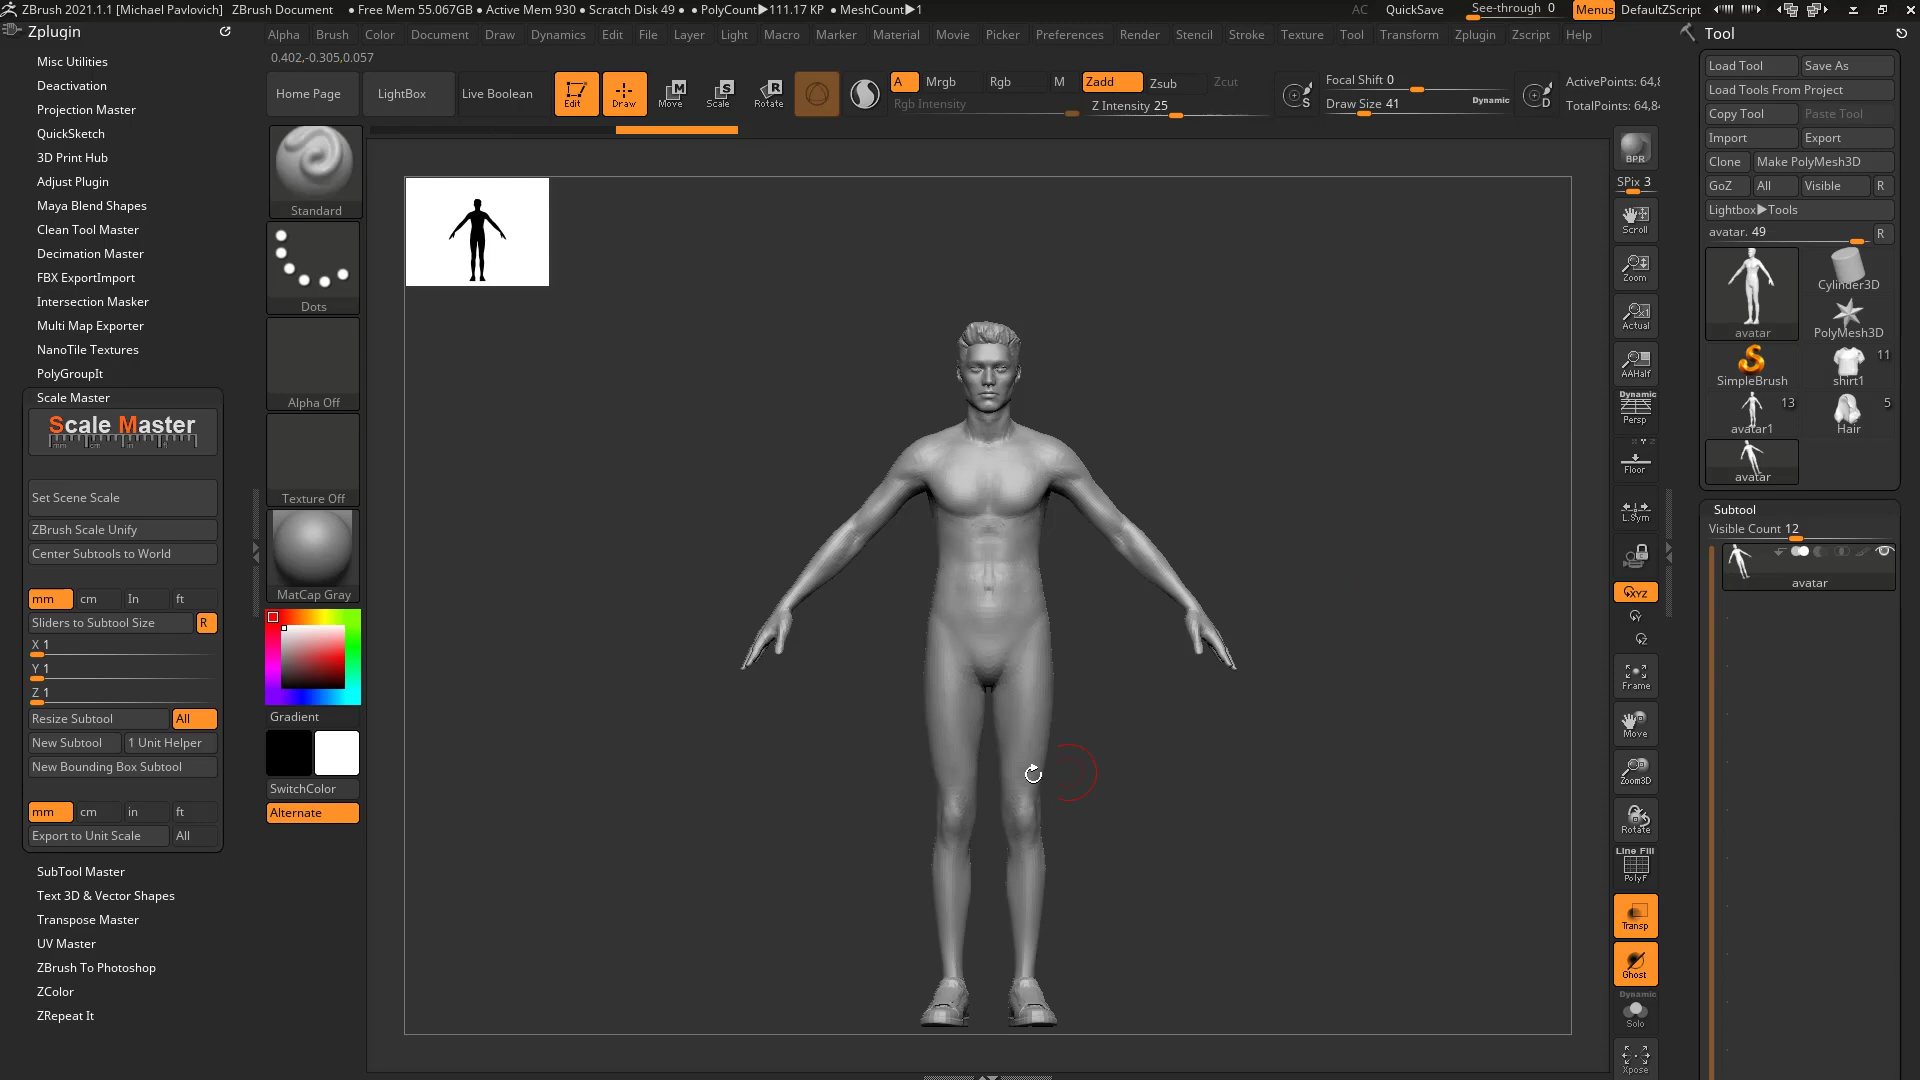 ZBrush 2021.1.1 [Michael Pavlovich] ZBrush Document • Free Mem 55.067GB • Active Mem 930 • Scratch Disk 49 • PolyCount▶111.17 KP • MeshCount▶1 AC QuickSave See-through 0 Menus DefaultZScript
Zplugin
Alpha Brush Color Document Draw Dynamics Edit File Layer Light Macro Marker Material Movie Picker Preferences Render Stencil Stroke Texture Tool Transform Zplugin Zscript Help
0.402,-0.305,0.057
Home Page LightBox Live Boolean Edit Draw Move Scale Rotate
A Mrgb Rgb M Zadd Zsub Zcut
Rgb Intensity Z Intensity 25
S Focal Shift 0
Draw Size 41 Dynamic
D ActivePoints: 64,8
TotalPoints: 64,84
Misc Utilities
Deactivation
Projection Master
QuickSketch
3D Print Hub
Adjust Plugin
Maya Blend Shapes
Clean Tool Master
Decimation Master
FBX ExportImport
Intersection Masker
Multi Map Exporter
NanoTile Textures
PolyGroupIt
Scale Master
Scale Master
mm cm in ft
Set Scene Scale
ZBrush Scale Unify
Center Subtools to World
mm cm In ft
Sliders to Subtool Size R
X 1
Y 1
Z 1
Resize Subtool All
New Subtool 1 Unit Helper
New Bounding Box Subtool
mm cm in ft
Export to Unit Scale All
SubTool Master
Text 3D & Vector Shapes
Transpose Master
UV Master
ZBrush To Photoshop
ZColor
ZRepeat It
Standard
Dots
Alpha Off
Texture Off
MatCap Gray
Gradient
SwitchColor
Alternate
BPR
SPix 3
Scroll
Zoom
Actual
AAHalf
Dynamic
Persp
Floor
L.Sym
XYZ
Y
Z
Frame
Move
Zoom3D
Rotate
Line Fill
PolyF
Transp
Ghost
Dynamic
Solo
Xpose
Tool
Load Tool Save As
Load Tools From Project
Copy Tool Paste Tool
Import Export
Clone Make PolyMesh3D
GoZ All Visible R
Lightbox▶Tools
avatar. 49 R
avatar Cylinder3D
PolyMesh3D
SimpleBrush shirt1 11
avatar1 13 Hair 5
avatar
Subtool
Visible Count 12
avatar